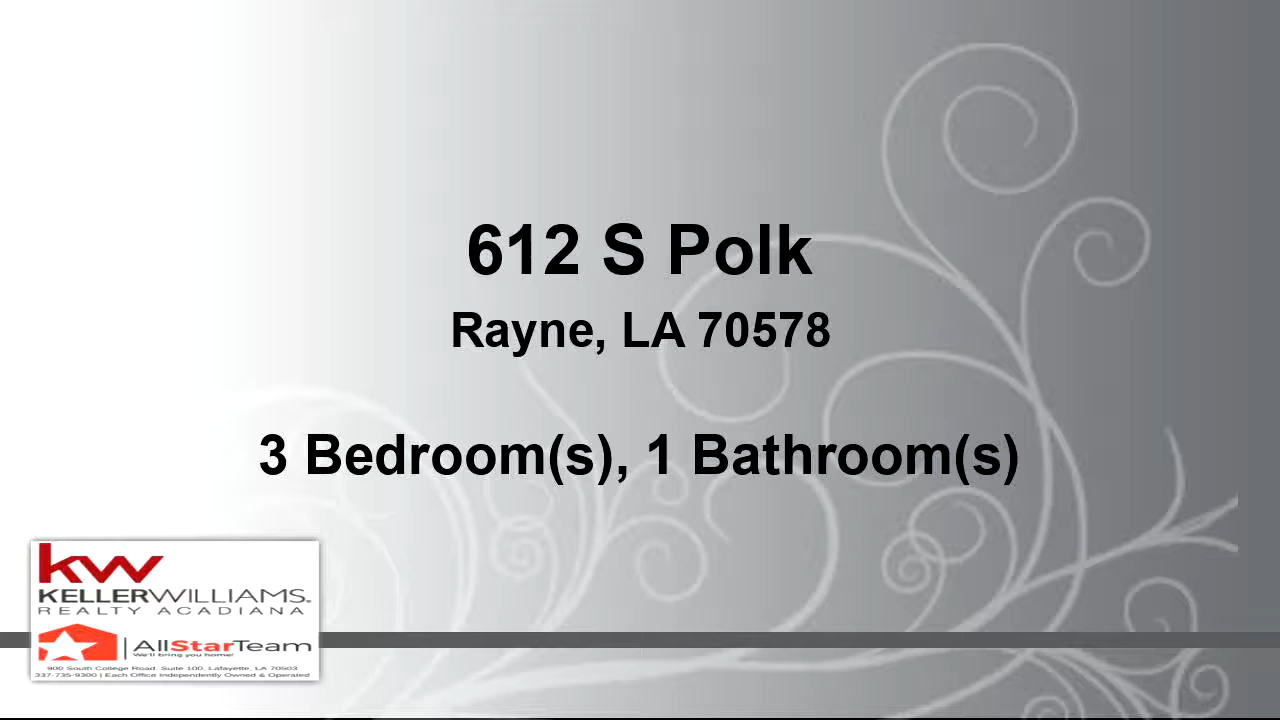 612 S Polk
Rayne, LA 70578
3 Bedroom(s), 1 Bathroom(s)
kw
KELLERWILLIAMS.
REALTY ACADIANA
AllStarTeam
We'll bring you home!
900 South College Road, Suite 100, Lafayette, LA 70503
337-735-9300 | Each Office Independently Owned & Operated